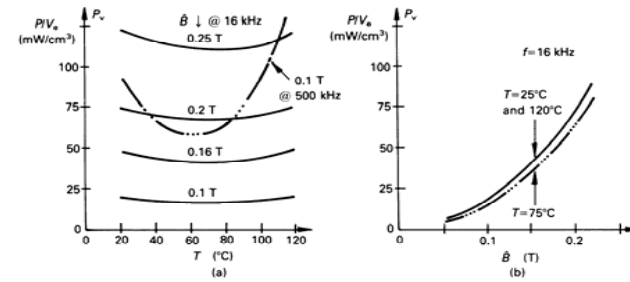 P/Vₑ
(mW/cm³)
Pᵥ
B̂ ↓ @ 16 kHz
0.25 T
0.1 T
@ 500 kHz
0.2 T
0.16 T
0.1 T
100
75
50
25
0
0 20 40 60 80 100 120
T (°C)
(a)
P/Vₑ
(mW/cm³)
Pᵥ
f=16 kHz
T=25°C
and 120°C
T=75°C
100
75
50
25
0
0 0.1 0.2
B̂ (T)
(b)